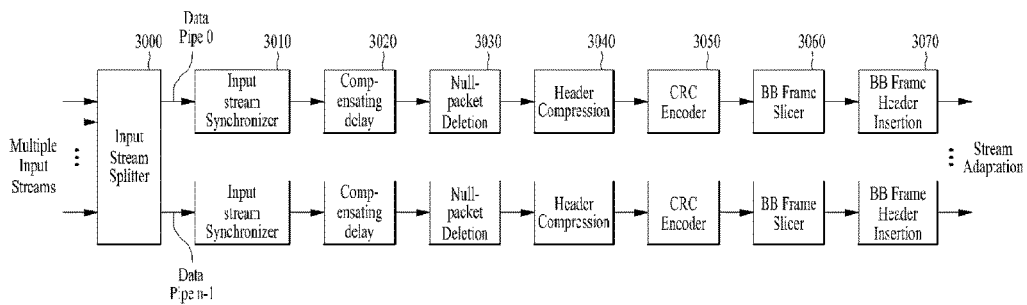 3000
Data
Pipe 0
3010
3020
3030
3040
3050
3060
3070
Multiple
Input
Streams
Input
Stream
Splitter
Input
stream
Synchronizer
Comp-
ensating
delay
Null-
packet
Deletion
Header
Compression
CRC
Encoder
BB Frame
Slicer
BB Frame
Header
Insertion
Stream
Adaptation
Input
stream
Synchronizer
Comp-
ensating
delay
Null-
packet
Deletion
Header
Compression
CRC
Encoder
BB Frame
Slicer
BB Frame
Header
Insertion
Data
Pipe n-1